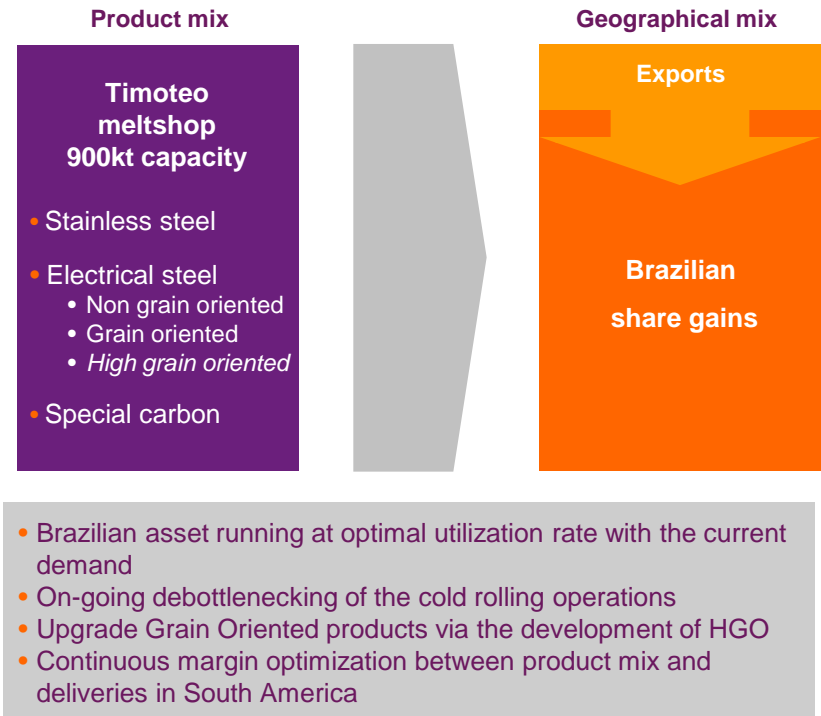 Product mix
Geographical mix
Timoteo
meltshop
900kt capacity
• Stainless steel
• Electrical steel
• Non grain oriented
• Grain oriented
• High grain oriented
• Special carbon
Exports
Brazilian
share gains
• Brazilian asset running at optimal utilization rate with the current
demand
• On-going debottlenecking of the cold rolling operations
• Upgrade Grain Oriented products via the development of HGO
• Continuous margin optimization between product mix and
deliveries in South America